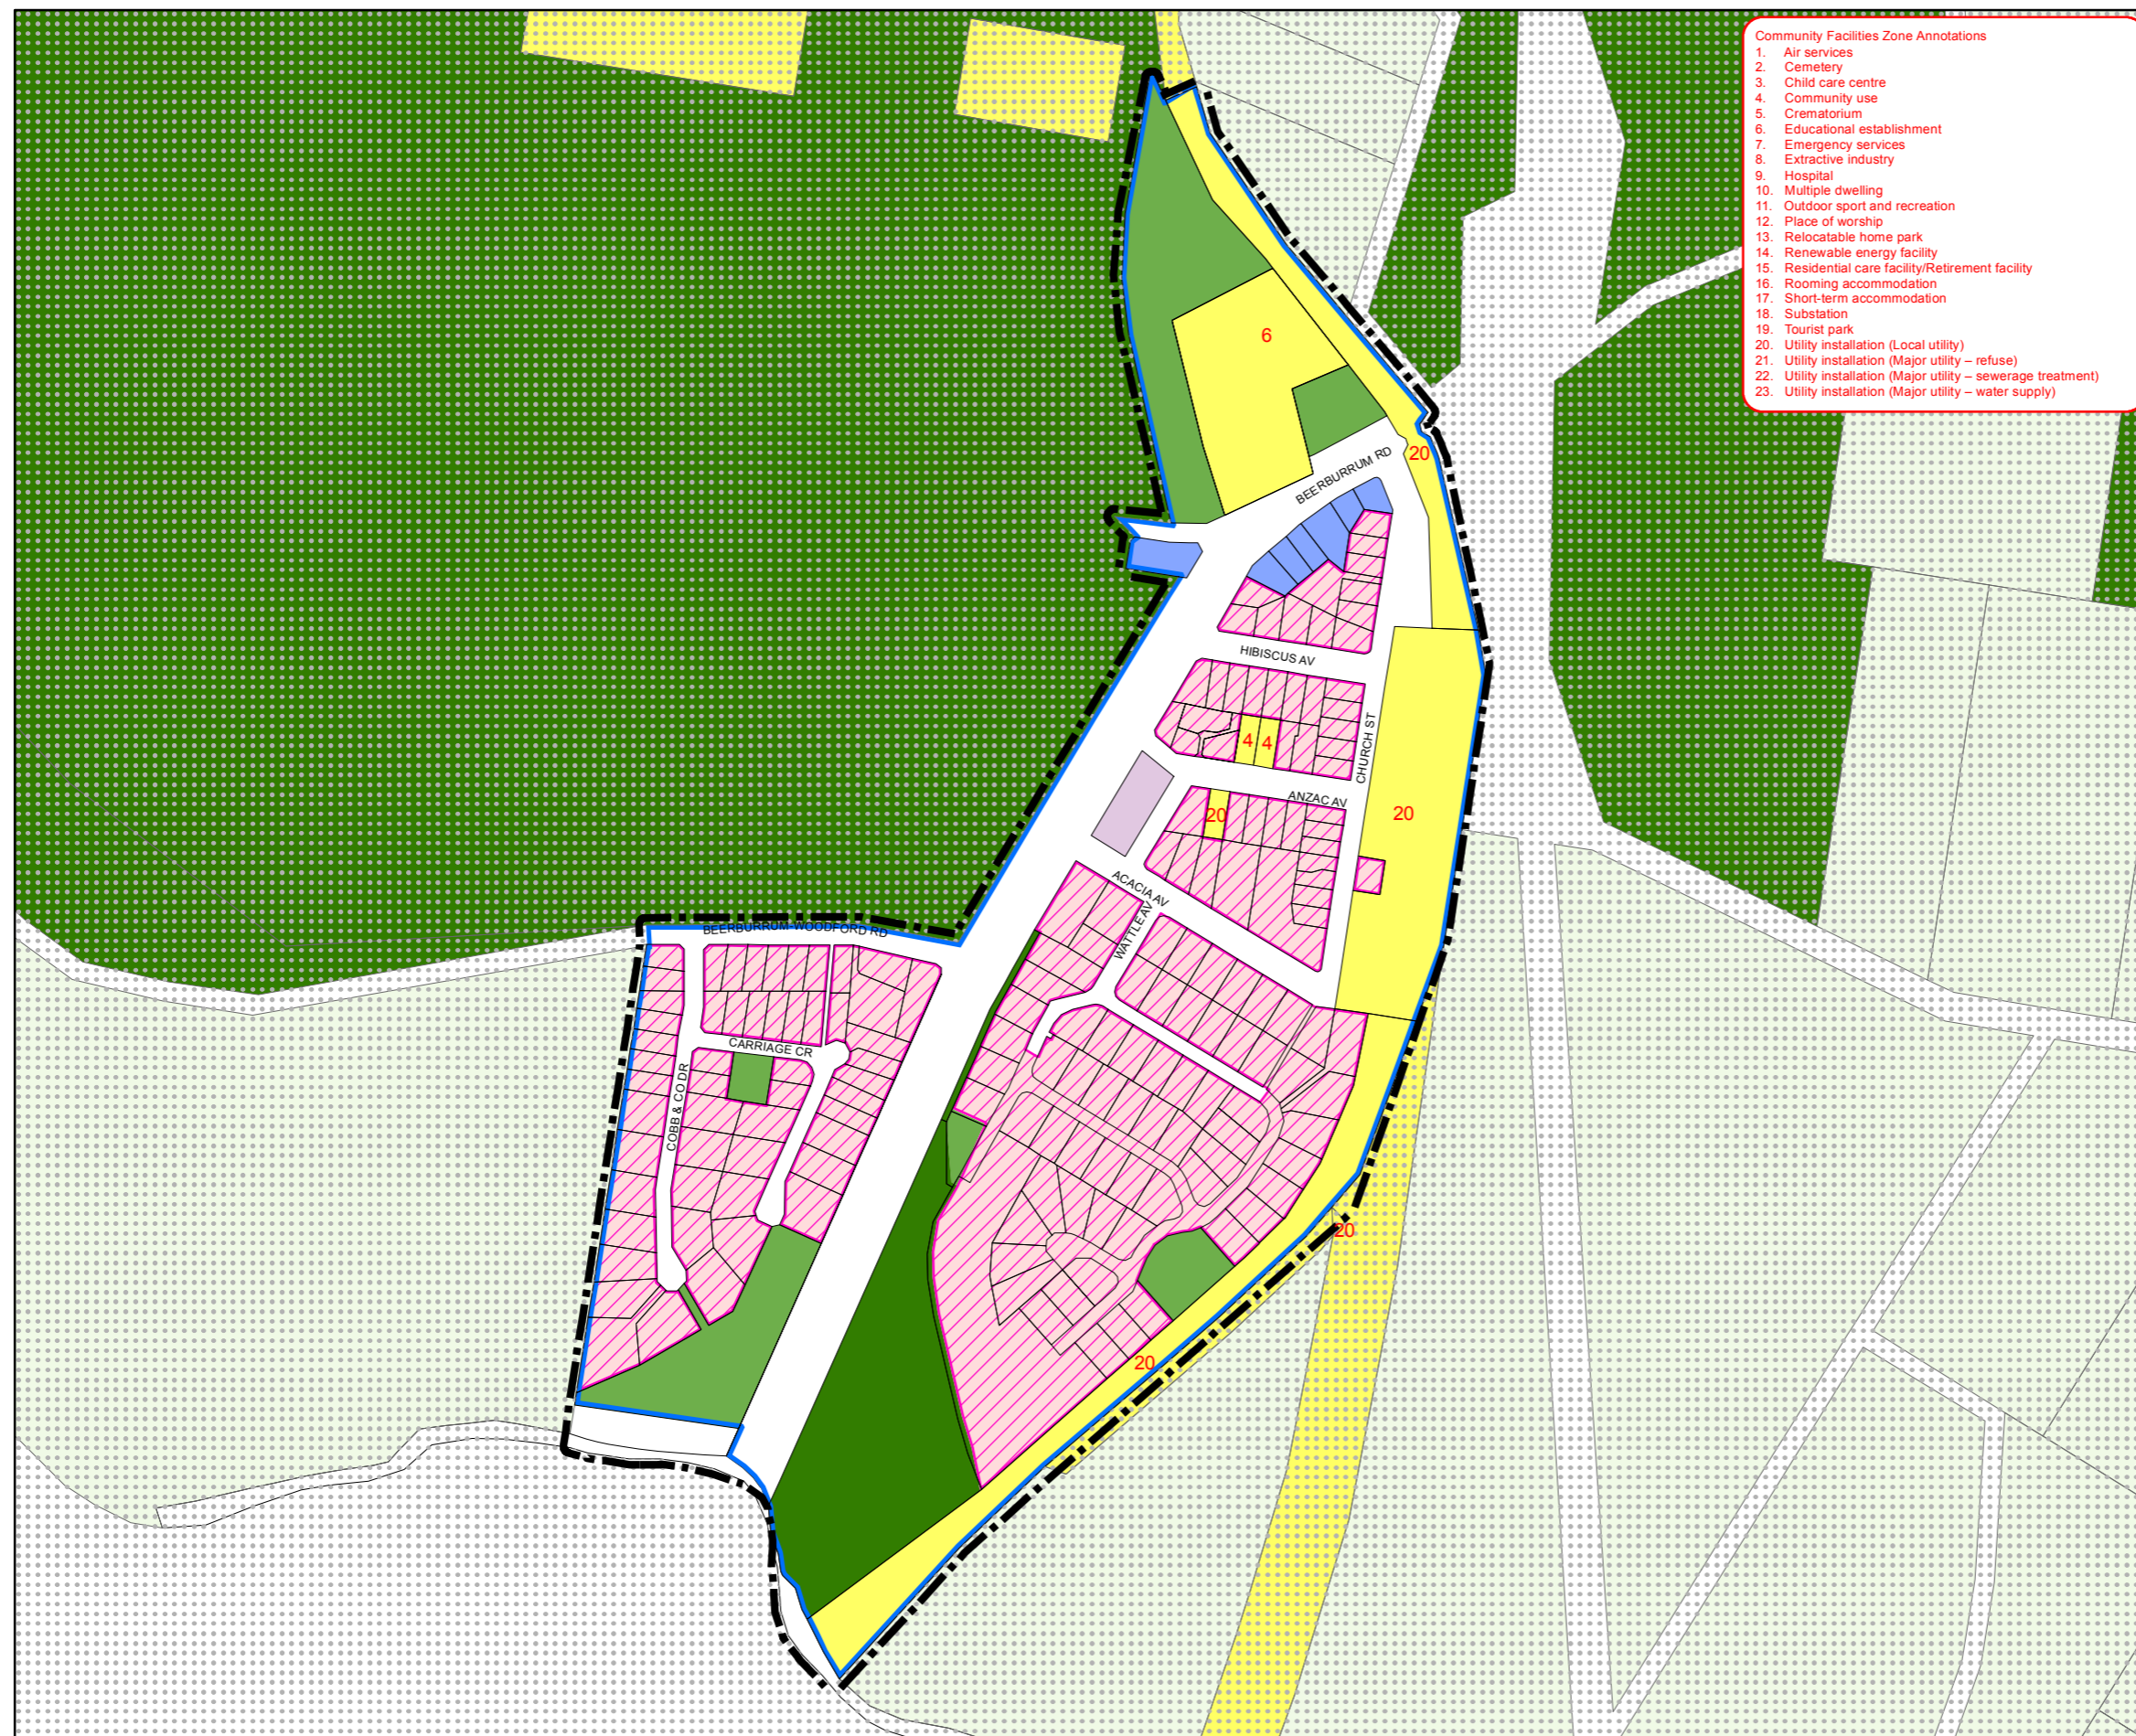 Community Facilities Zone Annotations
1. Air services
2. Cemetery
3. Child care centre
4. Community use
5. Crematorium
6. Educational establishment
7. Emergency services
8. Extractive industry
9. Hospital
10. Multiple dwelling
11. Outdoor sport and recreation
12. Place of worship
13. Relocatable home park
14. Renewable energy facility
15. Residential care facility/Retirement facility
16. Rooming accommodation
17. Short-term accommodation
18. Substation
19. Tourist park
20. Utility installation (Local utility)
21. Utility installation (Major utility – refuse)
22. Utility installation (Major utility – sewerage treatment)
23. Utility installation (Major utility – water supply)
6
20
BEERBURRUM RD
HIBISCUS AV
CHURCH ST
4 4
ANZAC AV
20
20
ACACIA AV
WATTLE AV
BEERBURRUM-WOODFORD RD
CARRIAGE CR
COBB & CO DR
20
20